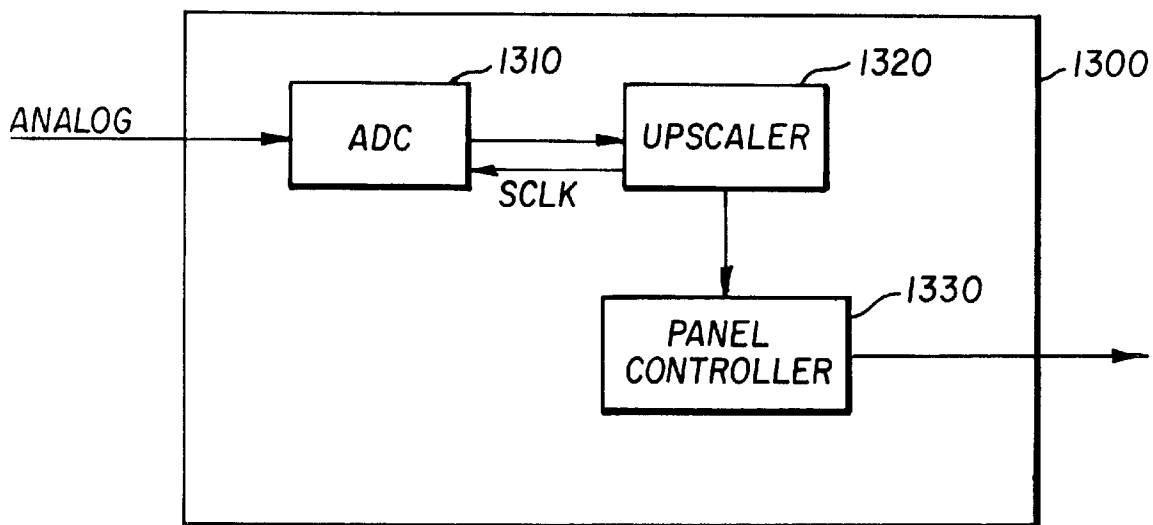 1310
1320
1300
ANALOG
ADC
UPSCALER
SCLK
1330
PANEL
CONTROLLER